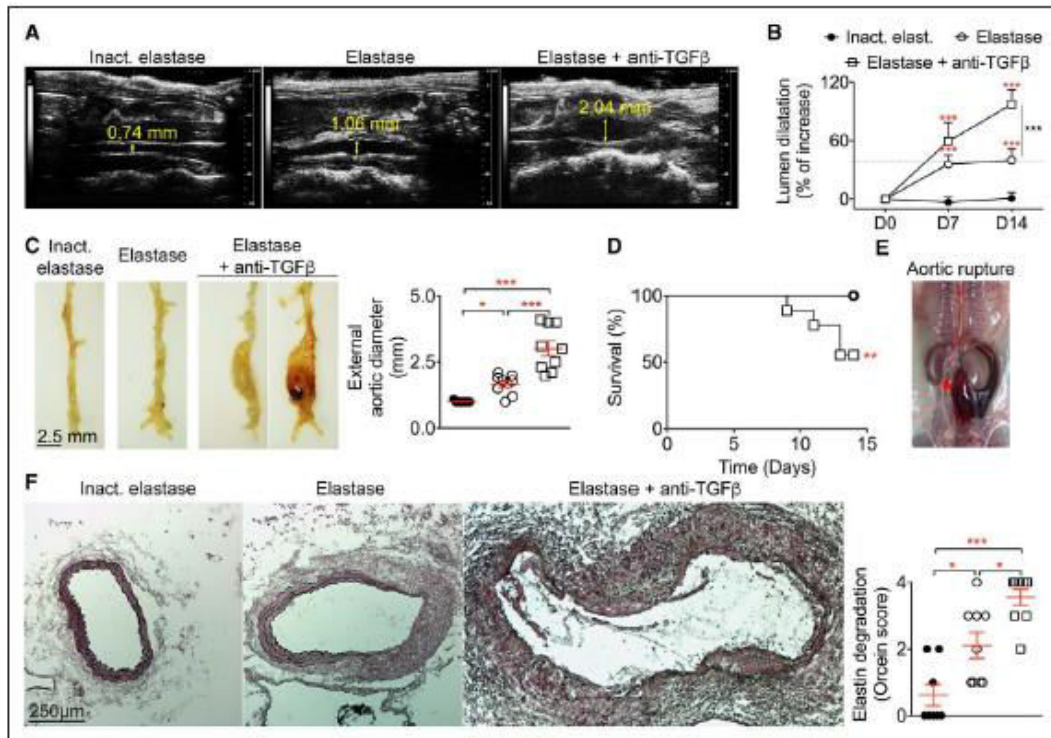 A
Inact. elastase Elastase Elastase + anti-TGFβ
0.74 mm
1.06 mm
2.04 mm
B
Inact. elast. Elastase
Elastase + anti-TGFβ
Lumen dilatation
(% of increase)
120
60
0
***
***
***
***
***
D0 D7 D14
C
Inact.
elastase
Elastase
Elastase
+ anti-TGFβ
2.5 mm
External
aortic diameter
(mm)
5.0
2.5
0.0
***
* ***
D
Survival (%)
100
50
0
**
0 5 10 15
Time (Days)
E
Aortic rupture
F
Inact. elastase Elastase Elastase + anti-TGFβ
250µm
Elastin degradation
(Orcein score)
4
2
0
***
* *